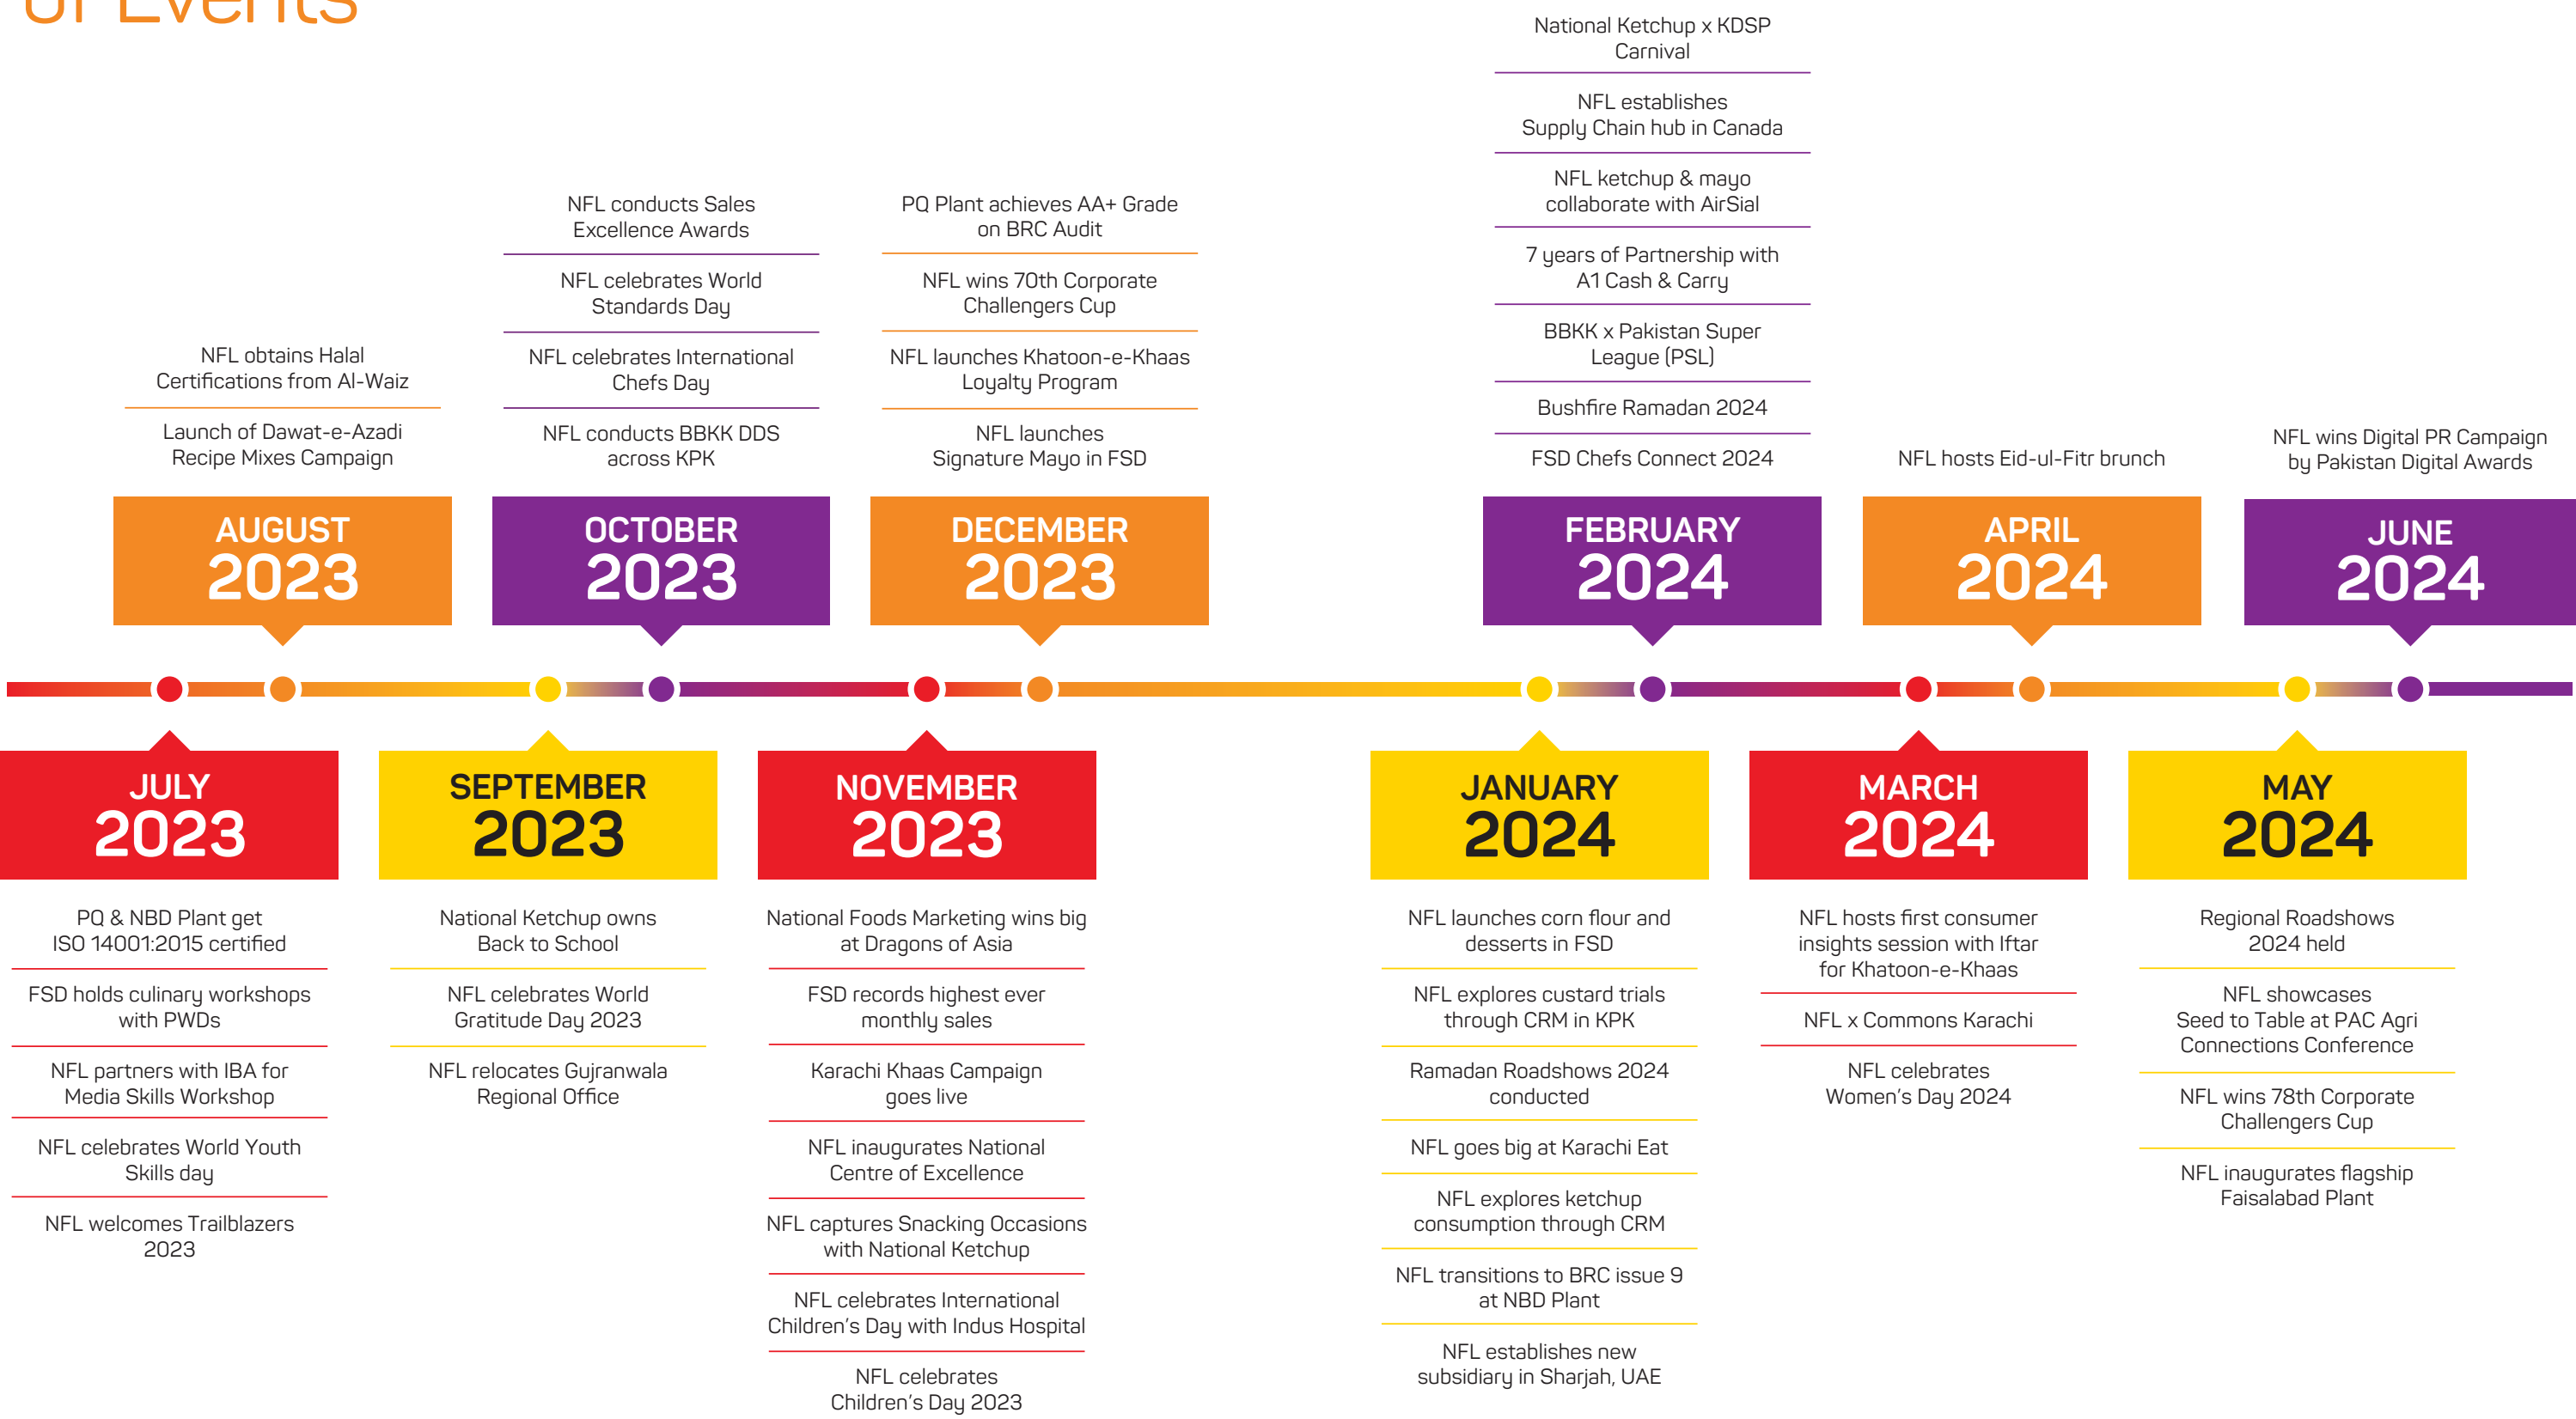 of Events
NFL obtains Halal
Certifications from Al-Waiz
Launch of Dawat-e-Azadi
Recipe Mixes Campaign
AUGUST
2023
NFL conducts Sales
Excellence Awards
NFL celebrates World
Standards Day
NFL celebrates International
Chefs Day
NFL conducts BBKK DDS
across KPK
OCTOBER
2023
PQ Plant achieves AA+ Grade
on BRC Audit
NFL wins 70th Corporate
Challengers Cup
NFL launches Khatoon-e-Khaas
Loyalty Program
NFL launches
Signature Mayo in FSD
DECEMBER
2023
National Ketchup x KDSP
Carnival
NFL establishes
Supply Chain hub in Canada
NFL ketchup & mayo
collaborate with AirSial
7 years of Partnership with
A1 Cash & Carry
BBKK x Pakistan Super
League (PSL)
Bushfire Ramadan 2024
FSD Chefs Connect 2024
FEBRUARY
2024
NFL hosts Eid-ul-Fitr brunch
APRIL
2024
NFL wins Digital PR Campaign
by Pakistan Digital Awards
JUNE
2024
JULY
2023
PQ & NBD Plant get
ISO 14001:2015 certified
FSD holds culinary workshops
with PWDs
NFL partners with IBA for
Media Skills Workshop
NFL celebrates World Youth
Skills day
NFL welcomes Trailblazers
2023
SEPTEMBER
2023
National Ketchup owns
Back to School
NFL celebrates World
Gratitude Day 2023
NFL relocates Gujranwala
Regional Office
NOVEMBER
2023
National Foods Marketing wins big
at Dragons of Asia
FSD records highest ever
monthly sales
Karachi Khaas Campaign
goes live
NFL inaugurates National
Centre of Excellence
NFL captures Snacking Occasions
with National Ketchup
NFL celebrates International
Children's Day with Indus Hospital
NFL celebrates
Children's Day 2023
JANUARY
2024
NFL launches corn flour and
desserts in FSD
NFL explores custard trials
through CRM in KPK
Ramadan Roadshows 2024
conducted
NFL goes big at Karachi Eat
NFL explores ketchup
consumption through CRM
NFL transitions to BRC issue 9
at NBD Plant
NFL establishes new
subsidiary in Sharjah, UAE
MARCH
2024
NFL hosts first consumer
insights session with Iftar
for Khatoon-e-Khaas
NFL x Commons Karachi
NFL celebrates
Women's Day 2024
MAY
2024
Regional Roadshows
2024 held
NFL showcases
Seed to Table at PAC Agri
Connections Conference
NFL wins 78th Corporate
Challengers Cup
NFL inaugurates flagship
Faisalabad Plant